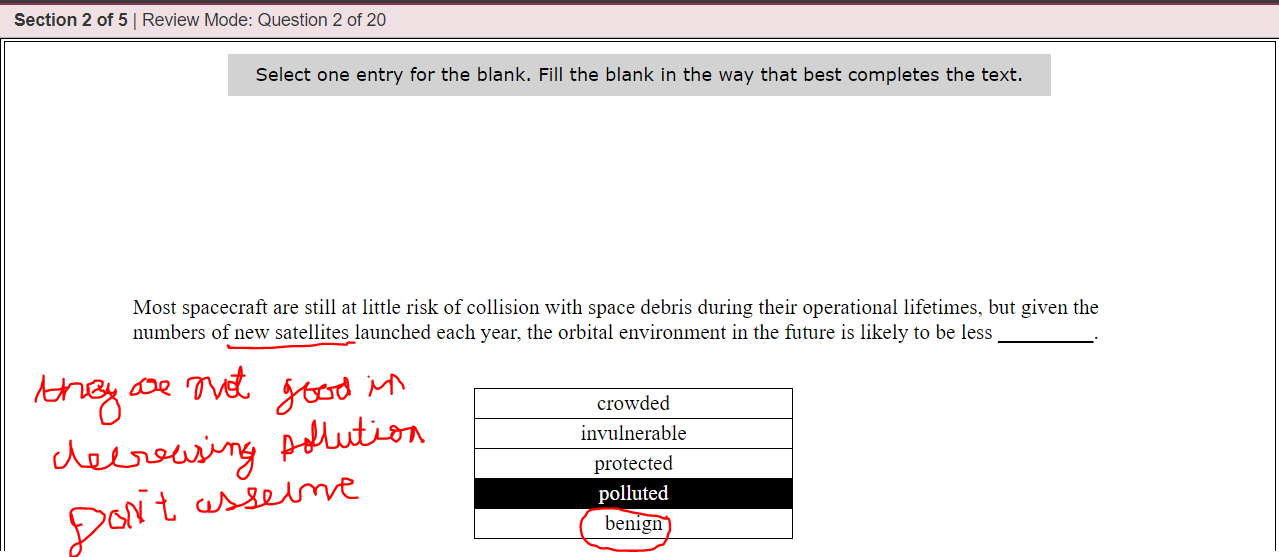 Section 2 of 5 | Review Mode: Question 2 of 20
Select one entry for the blank. Fill the blank in the way that best completes the text.
Most spacecraft are still at little risk of collision with space debris during their operational lifetimes, but given the
numbers of new satellites launched each year, the orbital environment in the future is likely to be less _________.
they are not good in
decreasing pollution
Don't asseume
crowded
invulnerable
protected
polluted
benign